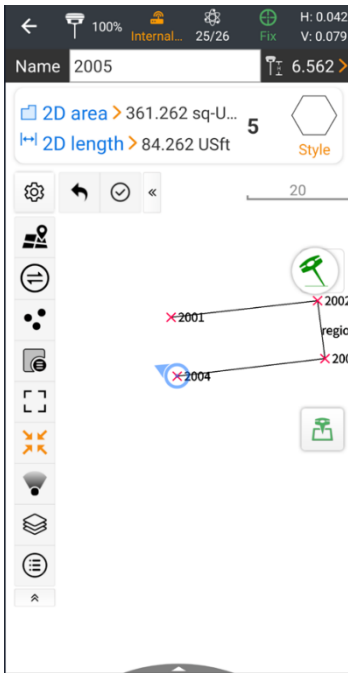 100% Internal... 25/26 Fix H: 0.042 V: 0.079
Name 2005 6.562
2D area 361.262 sq-U... 5
2D length 84.262 USft Style
20
2002
2001
regio
200
2004